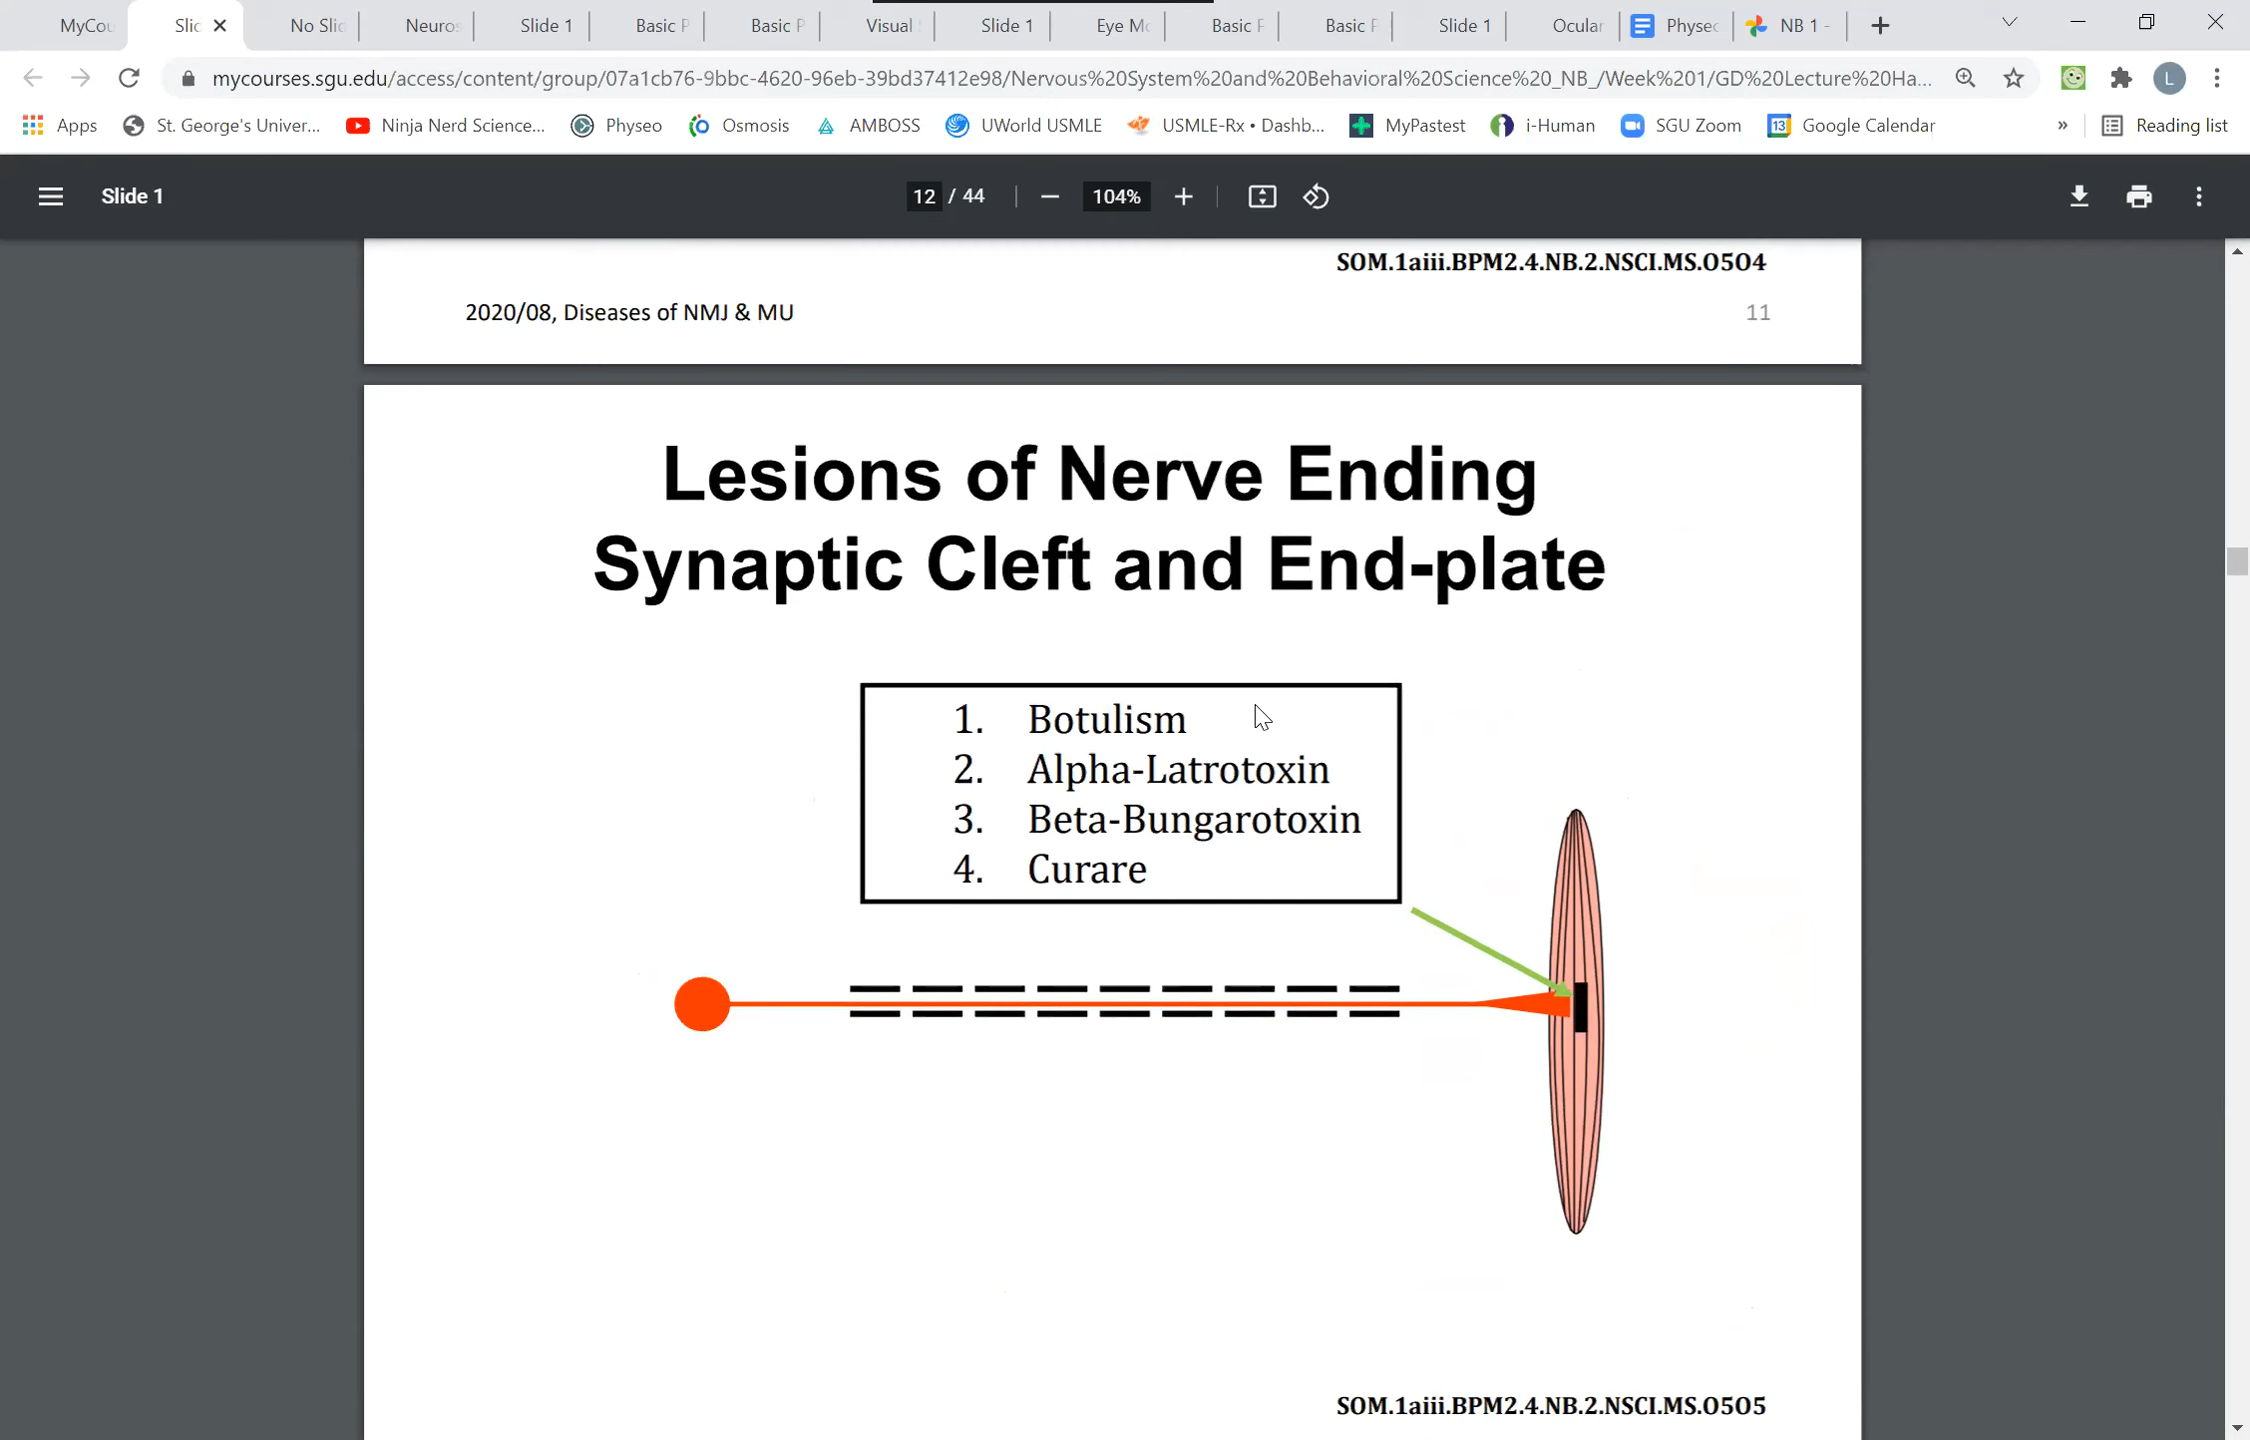 MyCou
Slic
No Slid
Neuros
Slide 1
Basic P
Basic P
Visual
Slide 1
Eye Mo
Basic P
Basic P
Slide 1
Ocular
Physeo
NB 1 -
mycourses.sgu.edu/access/content/group/07a1cb76-9bbc-4620-96eb-39bd37412e98/Nervous%20System%20and%20Behavioral%20Science%20_NB_/Week%201/GD%20Lecture%20Ha...
L
Apps
St. George's Univer...
Ninja Nerd Science...
Physeo
Osmosis
AMBOSS
UWorld USMLE
USMLE-Rx • Dashb...
MyPastest
i-Human
SGU Zoom
13
Google Calendar
»
Reading list
Slide 1
12 / 44
104%
SOM.1aiii.BPM2.4.NB.2.NSCI.MS.0504
2020/08, Diseases of NMJ & MU
11
Lesions of Nerve Ending
Synaptic Cleft and End-plate
1. Botulism
2. Alpha-Latrotoxin
3. Beta-Bungarotoxin
4. Curare
SOM.1aiii.BPM2.4.NB.2.NSCI.MS.0505